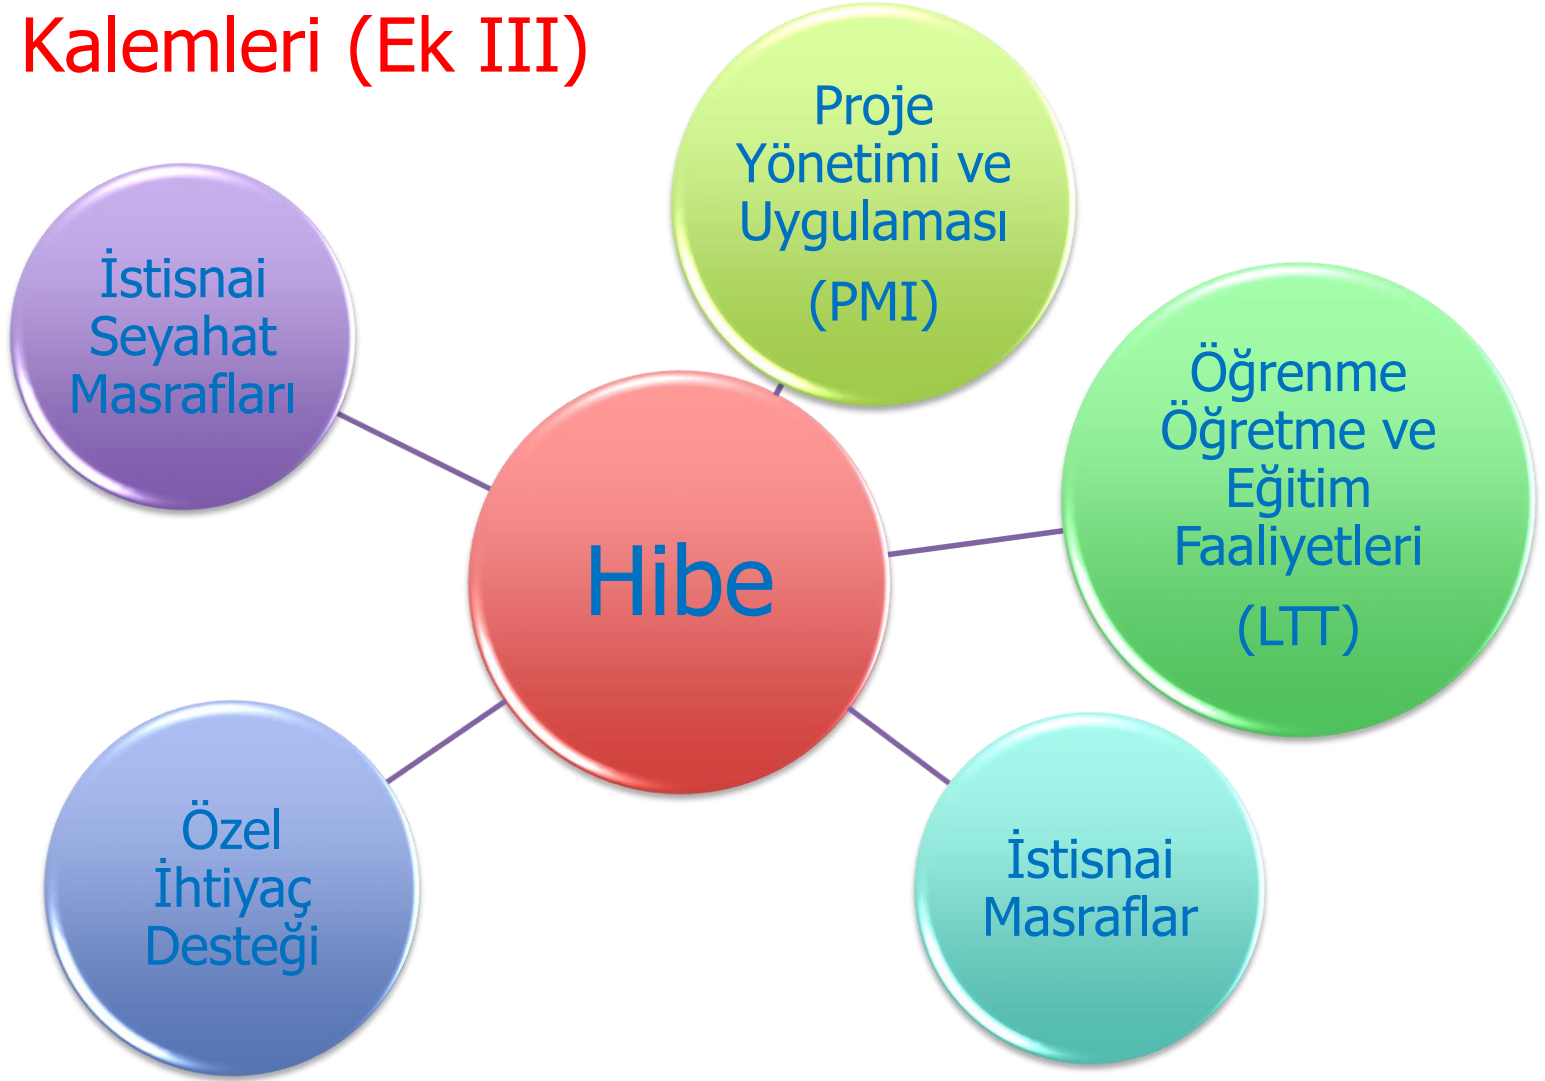 Kalemleri (Ek III)
Proje
Yönetimi ve
Uygulaması
(PMI)
İstisnai
Seyahat
Masrafları
Öğrenme
Öğretme ve
Eğitim
Faaliyetleri
(LTT)
Hibe
Özel
İhtiyaç
Desteği
İstisnai
Masraflar